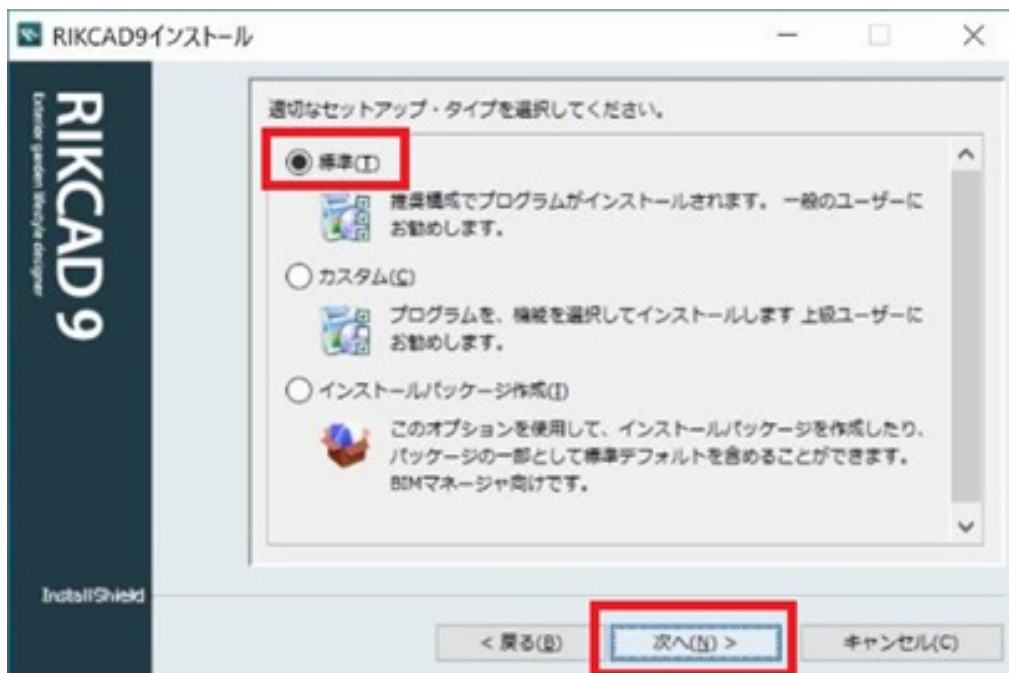 RIKCAD9インストール
RIKCAD 9
Exterior garden lifestyle designer
適切なセットアップ・タイプを選択してください。
標準(T)
推奨構成でプログラムがインストールされます。 一般のユーザーに
お勧めします。
カスタム(C)
プログラムを、機能を選択してインストールします 上級ユーザーに
お勧めします。
インストールパッケージ作成(I)
このオプションを使用して、インストールパッケージを作成したり、
パッケージの一部として標準デフォルトを含めることができます。
BIMマネージャ向けです。
InstallShield
< 戻る(B)
次へ(N) >
キャンセル(C)